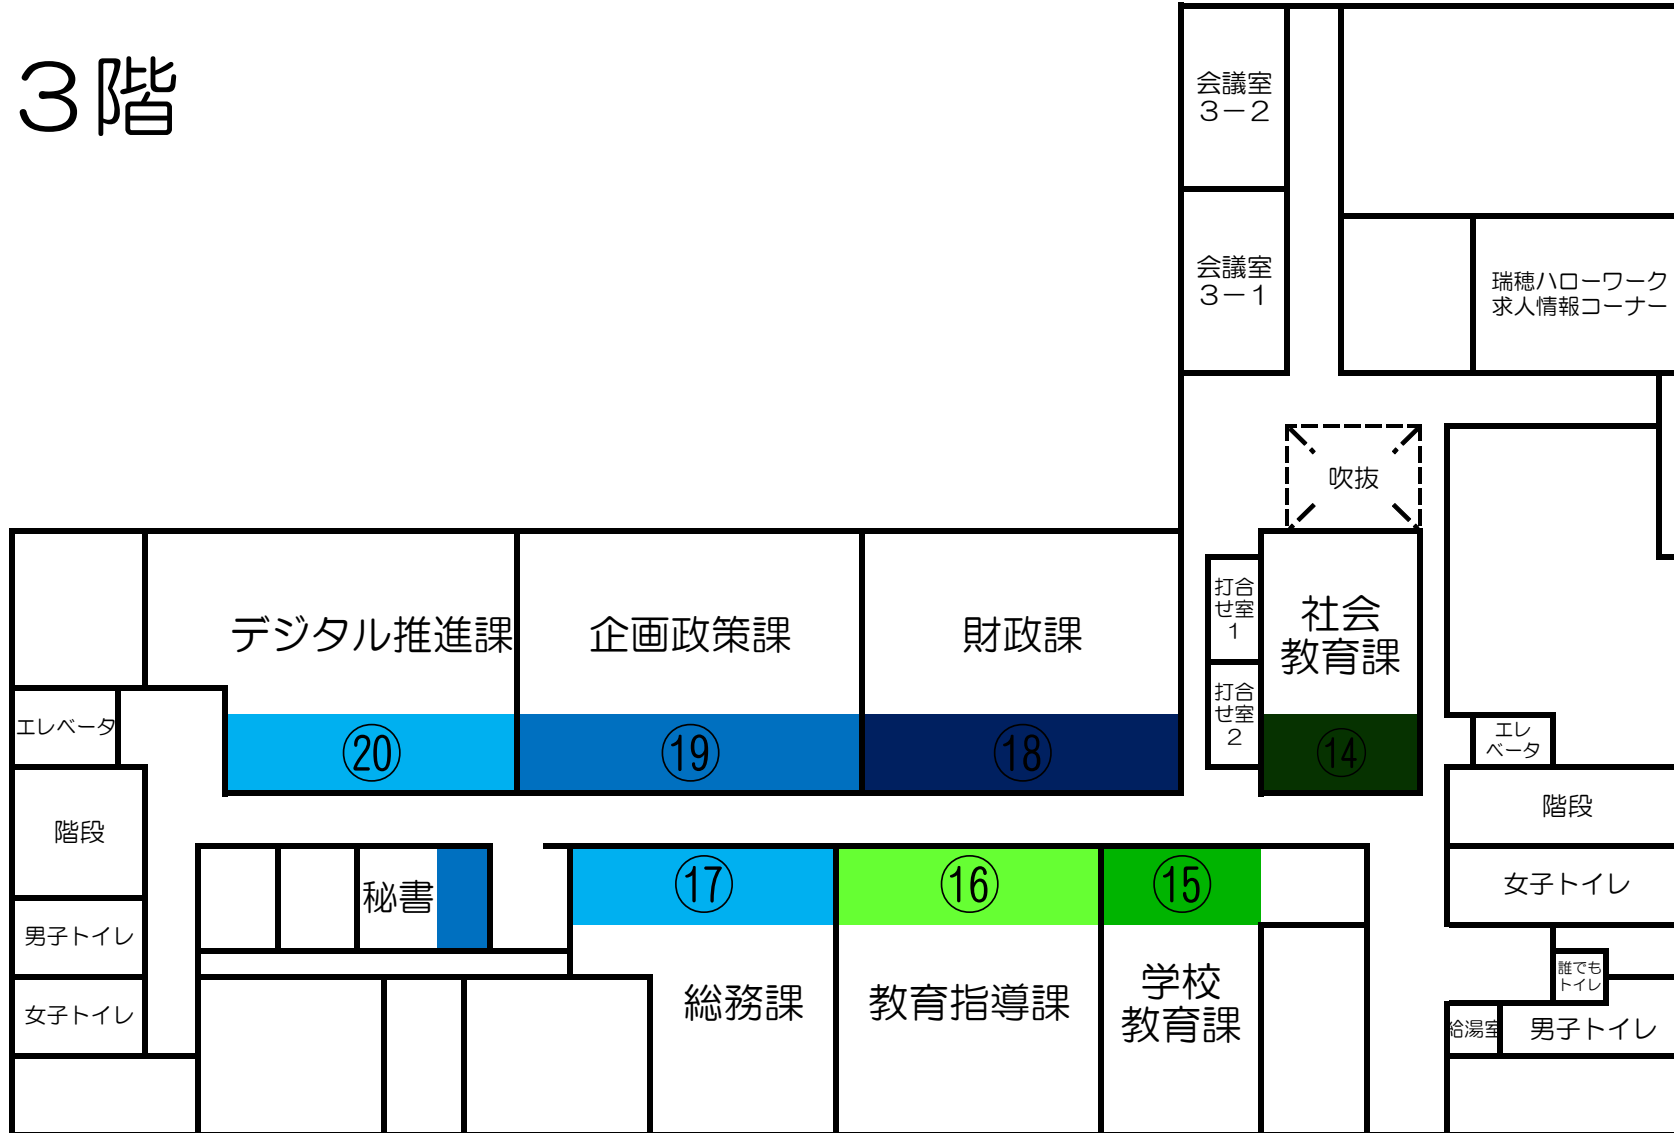 3階
会議室
3－2
会議室
3－1
瑞穂ハローワーク
求人情報コーナー
吹抜
デジタル推進課
企画政策課
財政課
打合
せ室
1
社会
教育課
打合
せ室
2
エレベータ
⑳
⑲
⑱
⑭
エレ
ベータ
階段
階段
秘書
⑰
⑯
⑮
女子トイレ
男子トイレ
女子トイレ
総務課
教育指導課
学校
教育課
誰でも
トイレ
給湯室
男子トイレ